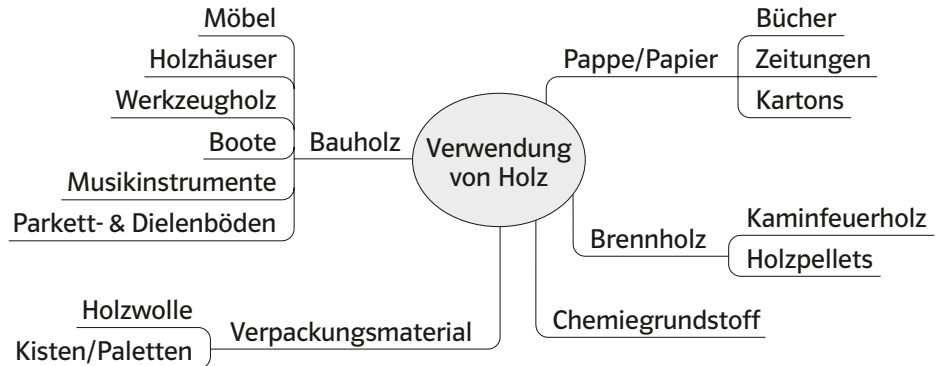 Möbel
Holzhäuser
Werkzeugholz
Boote
Musikinstrumente
Parkett- & Dielenböden
Bauholz
Verwendung
von Holz
Pappe/Papier
Bücher
Zeitungen
Kartons
Brennholz
Kaminfeuerholz
Holzpellets
Chemiegrundstoff
Verpackungsmaterial
Holzwolle
Kisten/Paletten